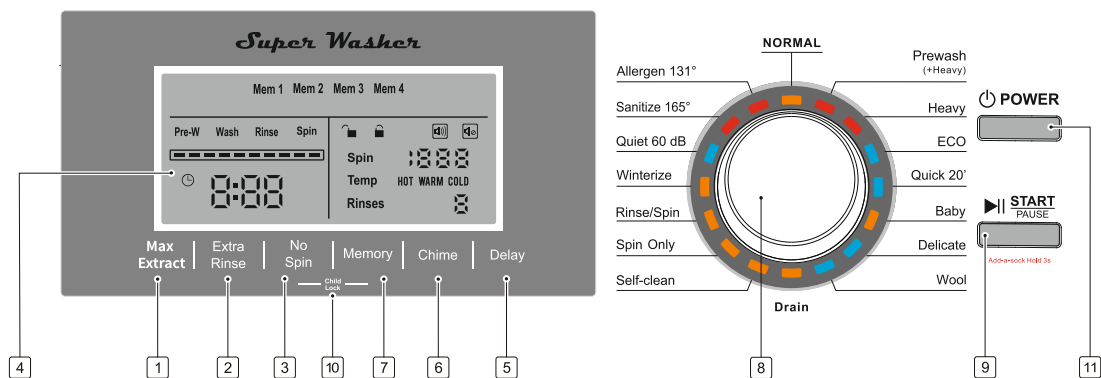 Super Washer
Mem 1 Mem 2 Mem 3 Mem 4
Pre-W Wash Rinse Spin
Spin 1888
Temp HOT WARM COLD
Rinses 8
8:88
Max
Extract
Extra
Rinse
No
Spin
Memory
Chime
Delay
Child
Lock
4
1
2
3
10
7
6
5
NORMAL
Allergen 131°
Sanitize 165°
Quiet 60 dB
Winterize
Rinse/Spin
Spin Only
Self-clean
Prewash
(+Heavy)
Heavy
ECO
Quick 20'
Baby
Delicate
Wool
Drain
8
POWER
START
PAUSE
Add-a-sock Hold 3s
9
11